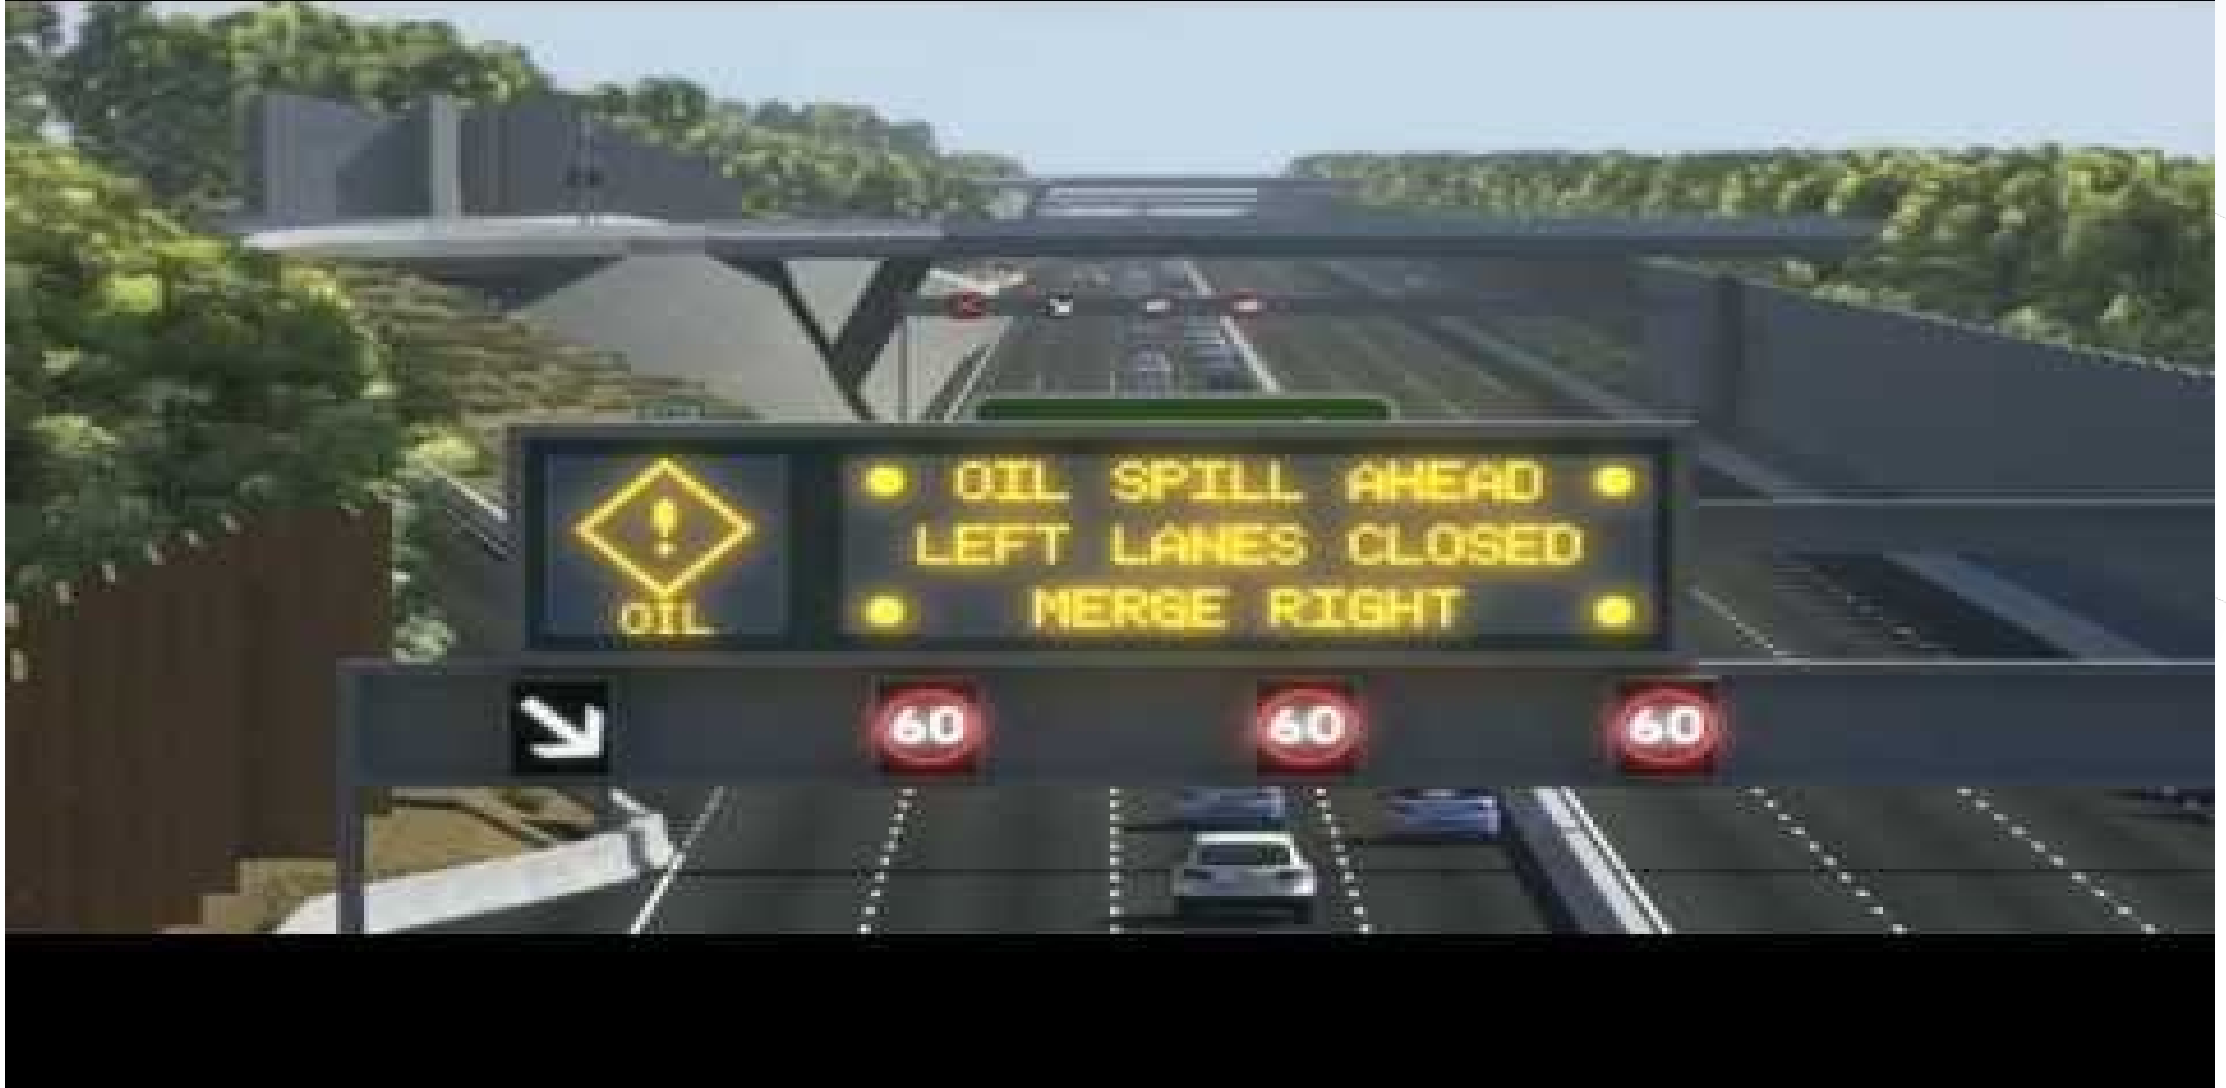 OIL SPILL AHEAD
LEFT LANES CLOSED
MERGE RIGHT
OIL
60 60 60